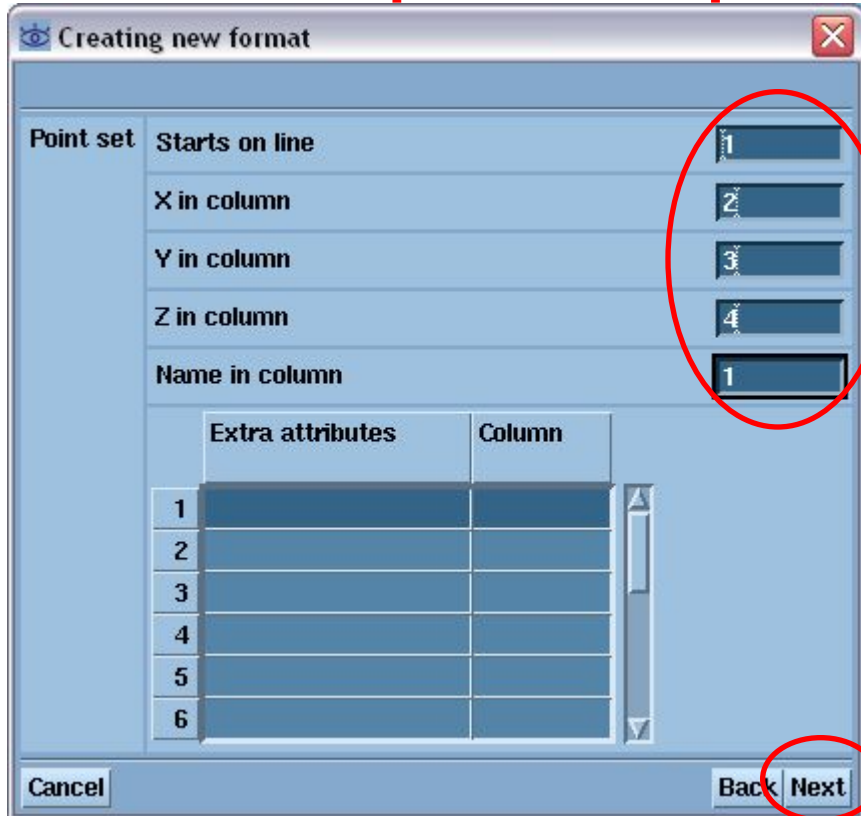 Creating new format
Point set Starts on line 1
X in column 2
Y in column 3
Z in column 4
Name in column 1
Extra attributes Column
1
2
3
4
5
6
Cancel Back Next